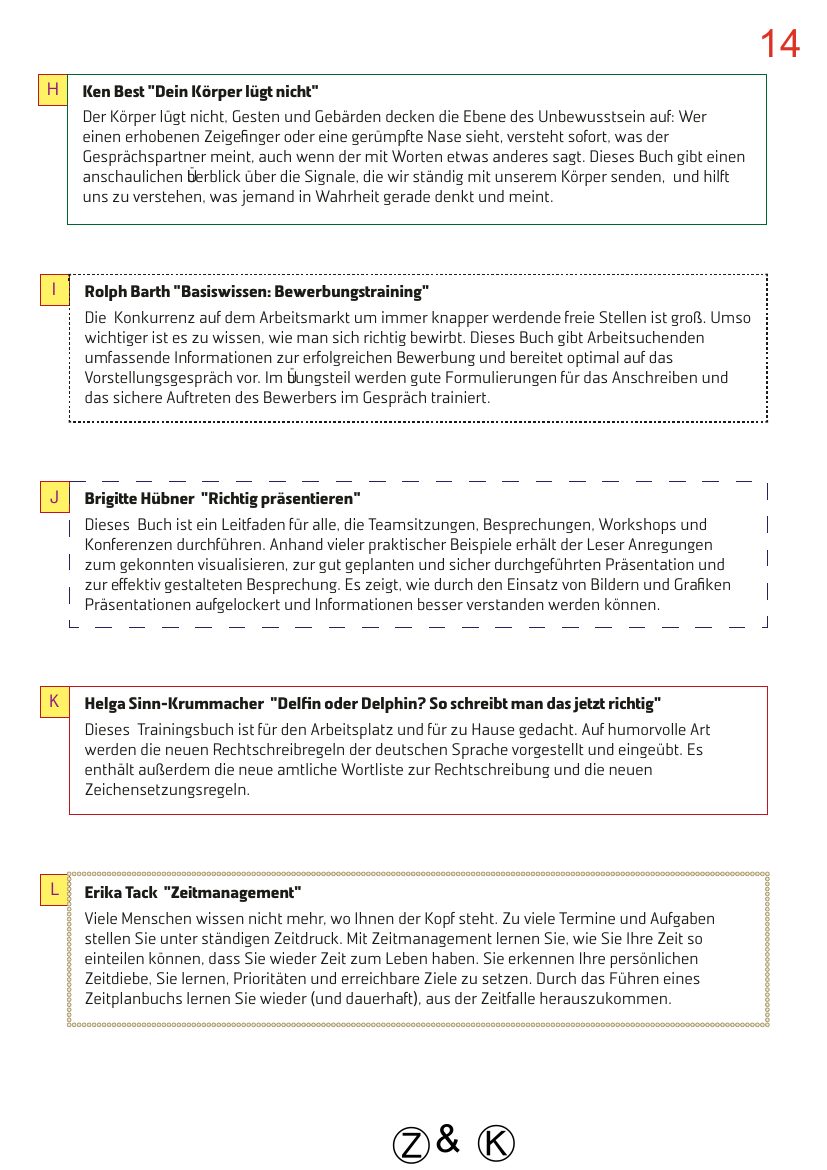 14
H
Ken Best "Dein Körper lügt nicht"
Der Körper lügt nicht, Gesten und Gebärden decken die Ebene des Unbewusstsein auf: Wer
einen erhobenen Zeigefinger oder eine gerümpfte Nase sieht, versteht sofort, was der
Gesprächspartner meint, auch wenn der mit Worten etwas anderes sagt. Dieses Buch gibt einen
anschaulichen Überblick über die Signale, die wir ständig mit unserem Körper senden, und hilft
uns zu verstehen, was jemand in Wahrheit gerade denkt und meint.
I
Rolph Barth "Basiswissen: Bewerbungstraining"
Die Konkurrenz auf dem Arbeitsmarkt um immer knapper werdende freie Stellen ist groß. Umso
wichtiger ist es zu wissen, wie man sich richtig bewirbt. Dieses Buch gibt Arbeitsuchenden
umfassende Informationen zur erfolgreichen Bewerbung und bereitet optimal auf das
Vorstellungsgespräch vor. Im Übungsteil werden gute Formulierungen für das Anschreiben und
das sichere Auftreten des Bewerbers im Gespräch trainiert.
J
Brigitte Hübner "Richtig präsentieren"
Dieses Buch ist ein Leitfaden für alle, die Teamsitzungen, Besprechungen, Workshops und
Konferenzen durchführen. Anhand vieler praktischer Beispiele erhält der Leser Anregungen
zum gekonnten visualisieren, zur gut geplanten und sicher durchgeführten Präsentation und
zur effektiv gestalteten Besprechung. Es zeigt, wie durch den Einsatz von Bildern und Grafiken
Präsentationen aufgelockert und Informationen besser verstanden werden können.
K
Helga Sinn-Krummacher "Delfin oder Delphin? So schreibt man das jetzt richtig"
Dieses Trainingsbuch ist für den Arbeitsplatz und für zu Hause gedacht. Auf humorvolle Art
werden die neuen Rechtschreibregeln der deutschen Sprache vorgestellt und eingeübt. Es
enthält außerdem die neue amtliche Wortliste zur Rechtschreibung und die neuen
Zeichensetzungsregeln.
L
Erika Tack "Zeitmanagement"
Viele Menschen wissen nicht mehr, wo Ihnen der Kopf steht. Zu viele Termine und Aufgaben
stellen Sie unter ständigen Zeitdruck. Mit Zeitmanagement lernen Sie, wie Sie Ihre Zeit so
einteilen können, dass Sie wieder Zeit zum Leben haben. Sie erkennen Ihre persönlichen
Zeitdiebe, Sie lernen, Prioritäten und erreichbare Ziele zu setzen. Durch das Führen eines
Zeitplanbuchs lernen Sie wieder (und dauerhaft), aus der Zeitfalle herauszukommen.
Z & K